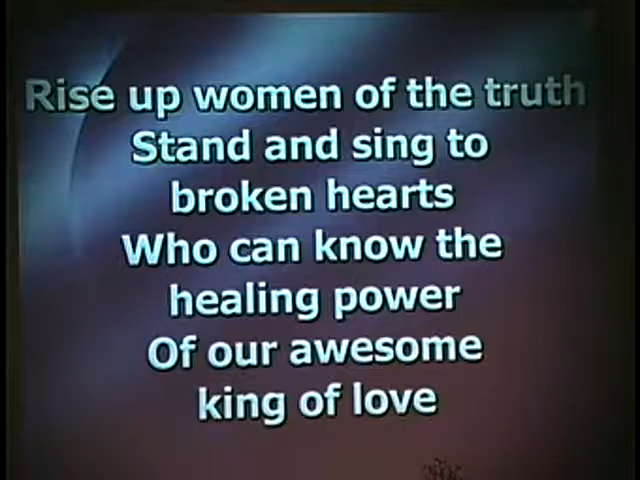 Rise up women of the truth
Stand and sing to
broken hearts
Who can know the
healing power
Of our awesome
king of love